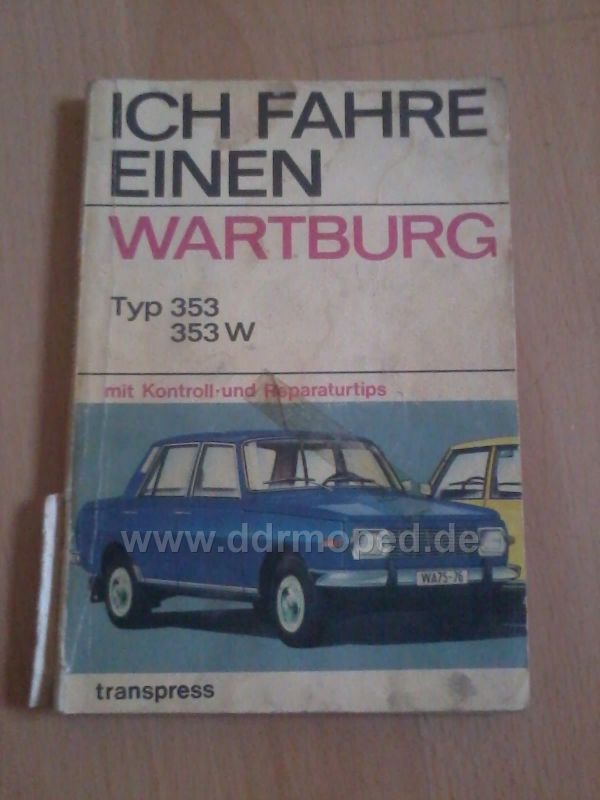 ICH FAHRE
EINEN
WARTBURG
Typ 353
353 W
mit Kontroll-und Reparaturtips
www.ddrmoped.de
WA75-76
transpress